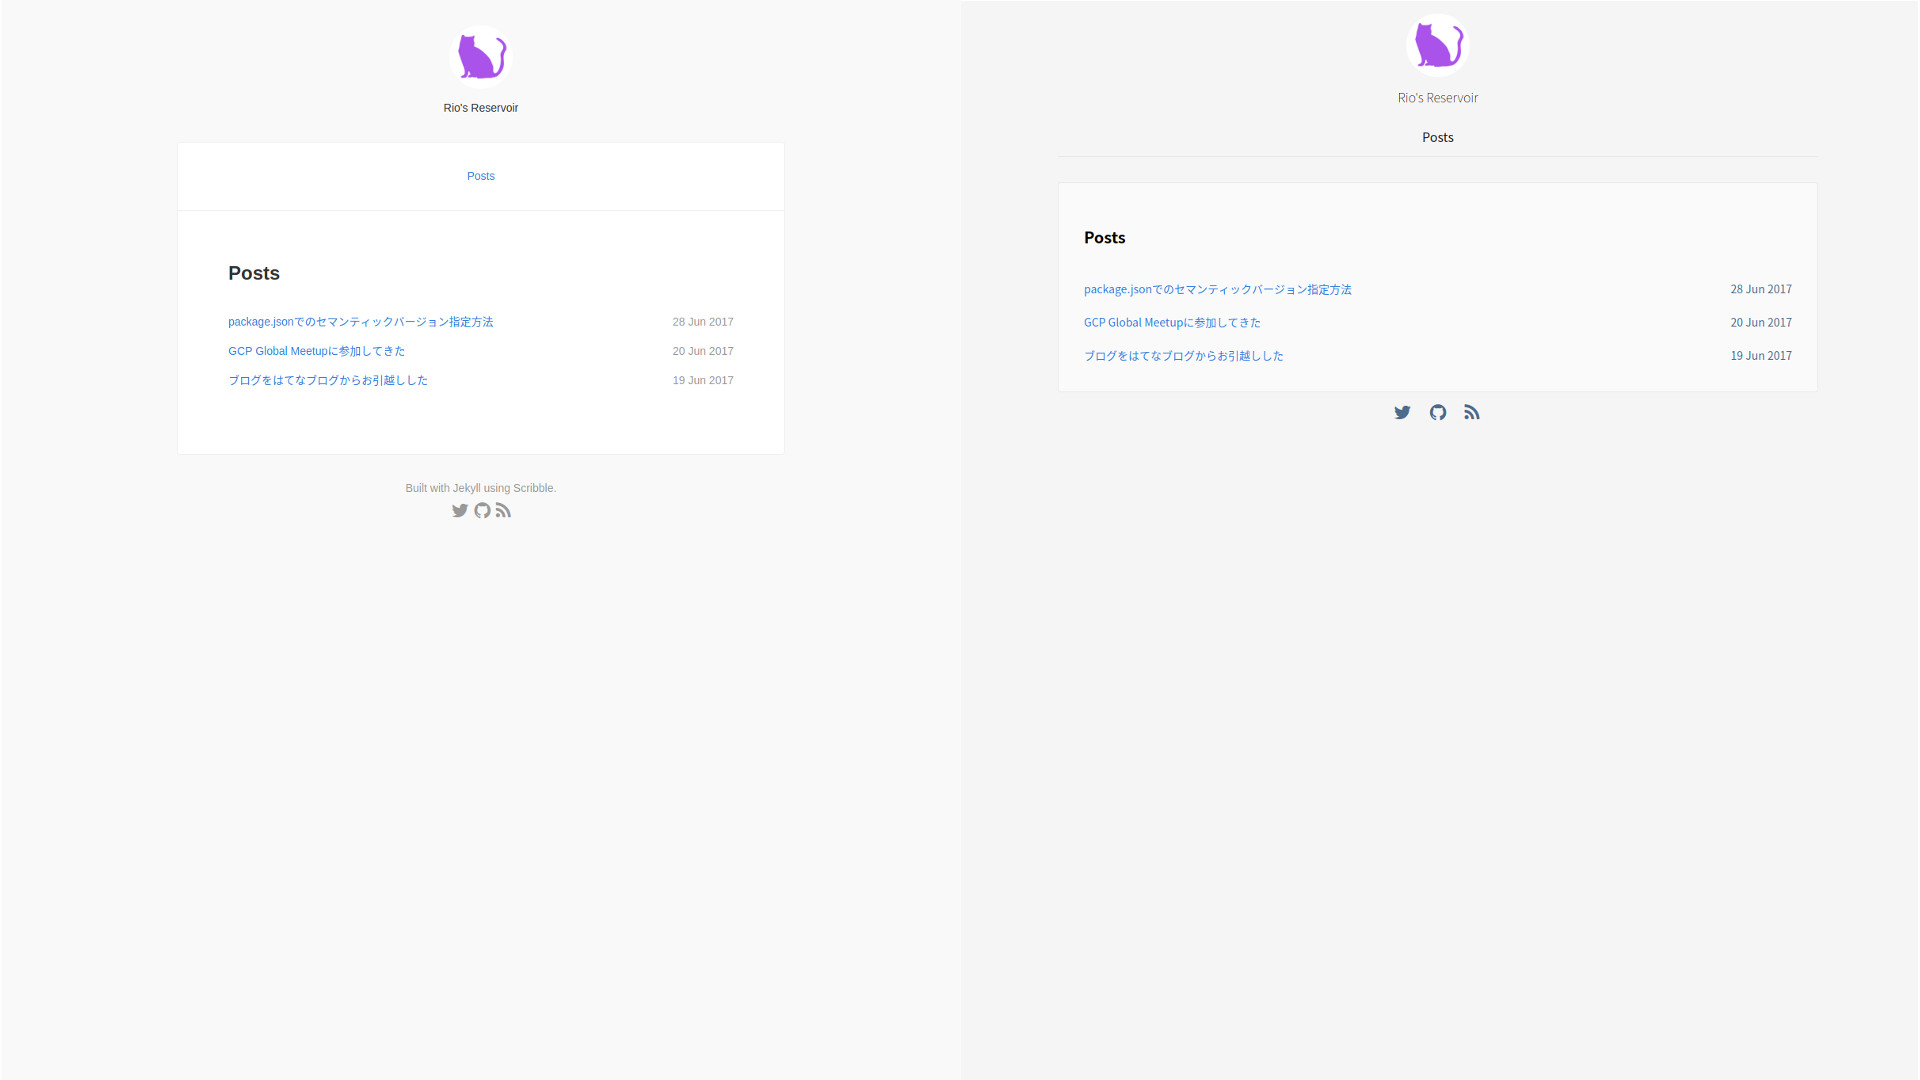 Rio's Reservoir
Posts
Posts
package.jsonでのセマンティックバージョン指定方法 28 Jun 2017
GCP Global Meetupに参加してきた 20 Jun 2017
ブログをはてなブログからお引越しした 19 Jun 2017
Built with Jekyll using Scribble.
Rio's Reservoir
Posts
Posts
package.jsonでのセマンティックバージョン指定方法 28 Jun 2017
GCP Global Meetupに参加してきた 20 Jun 2017
ブログをはてなブログからお引越しした 19 Jun 2017